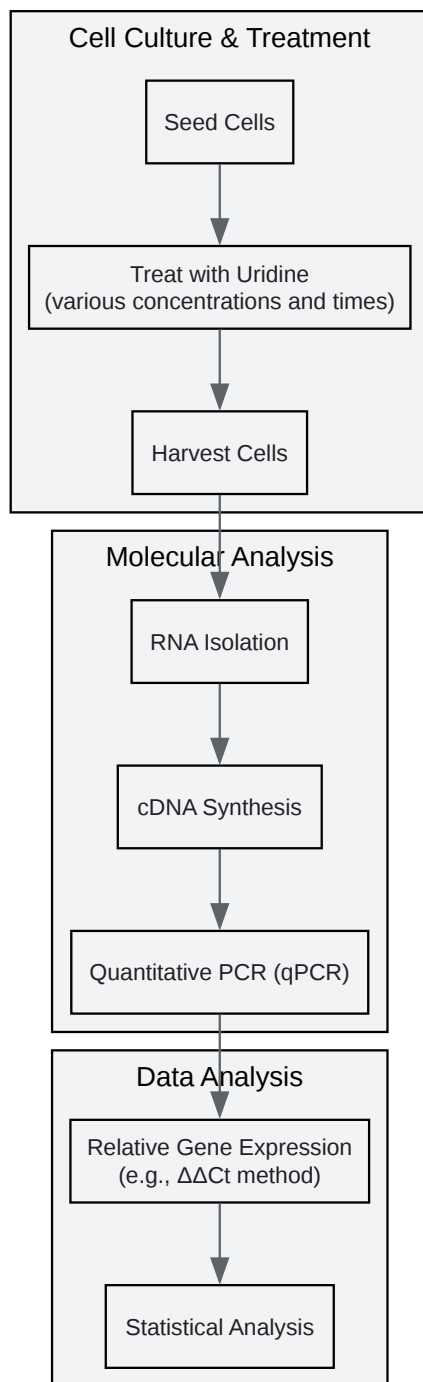 Cell Culture & Treatment
Seed Cells
Treat with Uridine
(various concentrations and times)
Harvest Cells
Molecular Analysis
RNA Isolation
cDNA Synthesis
Quantitative PCR (qPCR)
Data Analysis
Relative Gene Expression
(e.g., ΔΔCt method)
Statistical Analysis